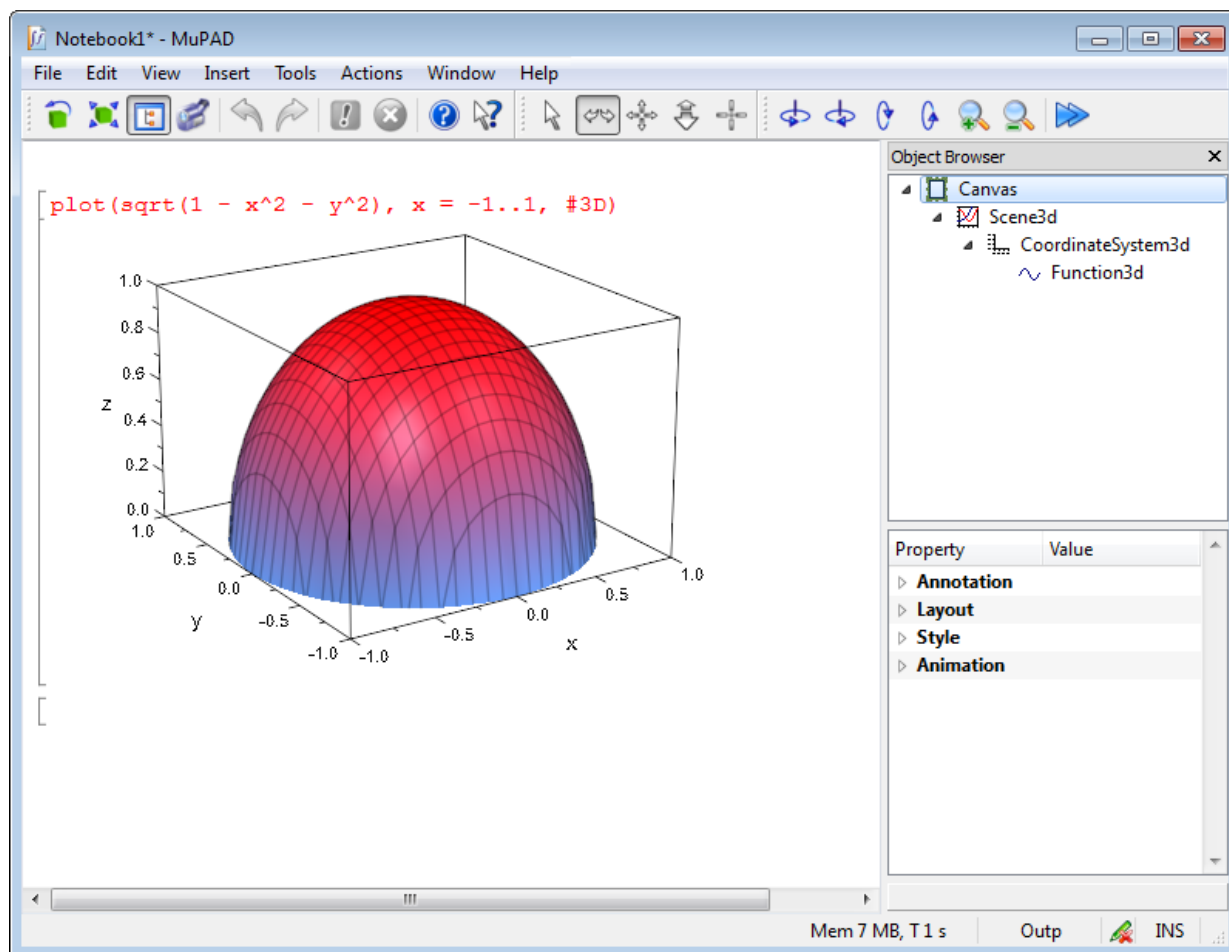 Notebook1* - MuPAD
File Edit View Insert Tools Actions Window Help
Object Browser
Canvas
Scene3d
CoordinateSystem3d
Function3d
plot(sqrt(1 - x^2 - y^2), x = -1..1, #3D)
1.0
0.8
0.6
z
0.4
0.2
0.0
1.0
0.5
0.0
y
-0.5
-1.0
-1.0
-0.5
0.0
x
0.5
1.0
Property Value
Annotation
Layout
Style
Animation
Mem 7 MB, T 1 s Outp INS